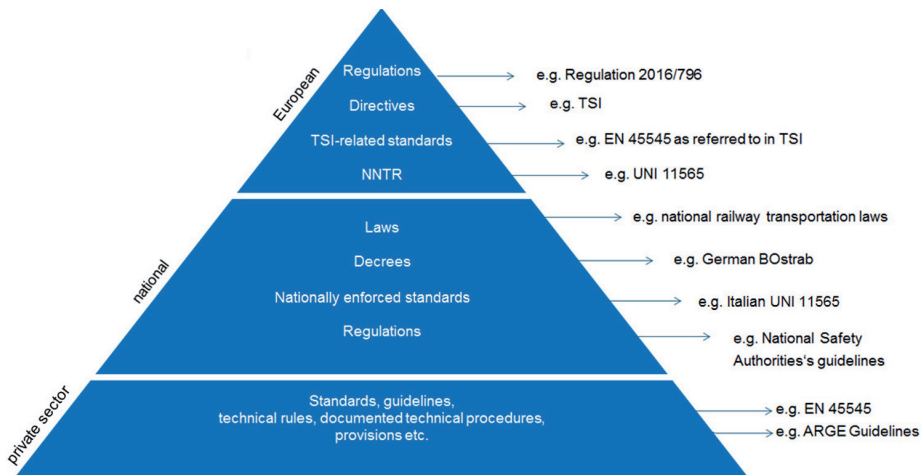 European
Regulations
e.g. Regulation 2016/796
Directives
e.g. TSI
TSI-related standards
e.g. EN 45545 as referred to in TSI
NNTR
e.g. UNI 11565
national
Laws
e.g. national railway transportation laws
Decrees
e.g. German BOstrab
Nationally enforced standards
e.g. Italian UNI 11565
Regulations
e.g. National Safety
Authorities‘s guidelines
private sector
Standards, guidelines,
technical rules, documented technical procedures,
provisions etc.
e.g. EN 45545
e.g. ARGE Guidelines